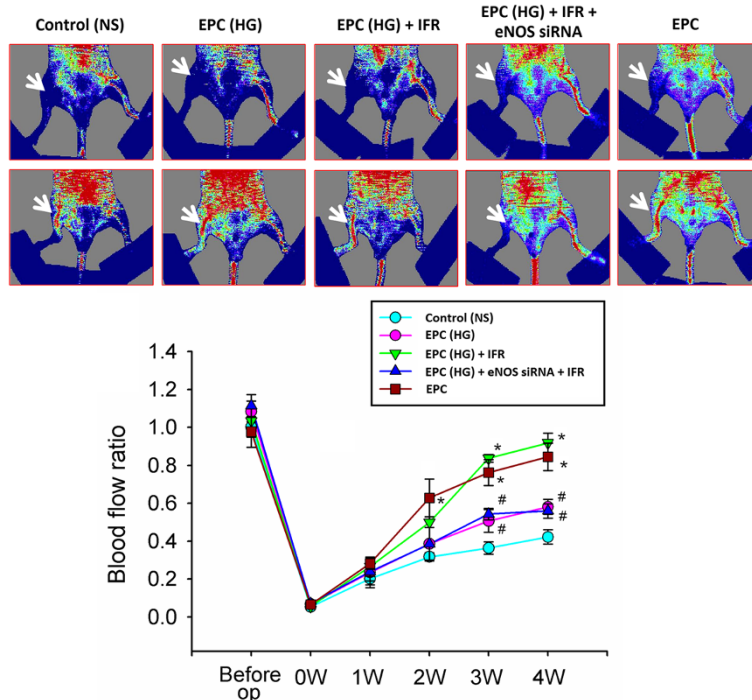 Control (NS)
EPC (HG)
EPC (HG) + IFR
EPC (HG) + IFR +
eNOS siRNA
EPC
Control (NS)
EPC (HG)
EPC (HG) + IFR
EPC (HG) + eNOS siRNA + IFR
EPC
Blood flow ratio
1.4
1.2
1.0
0.8
0.6
0.4
0.2
0.0
*
*
*
*
*
#
#
#
#
Before
op
0W
1W
2W
3W
4W